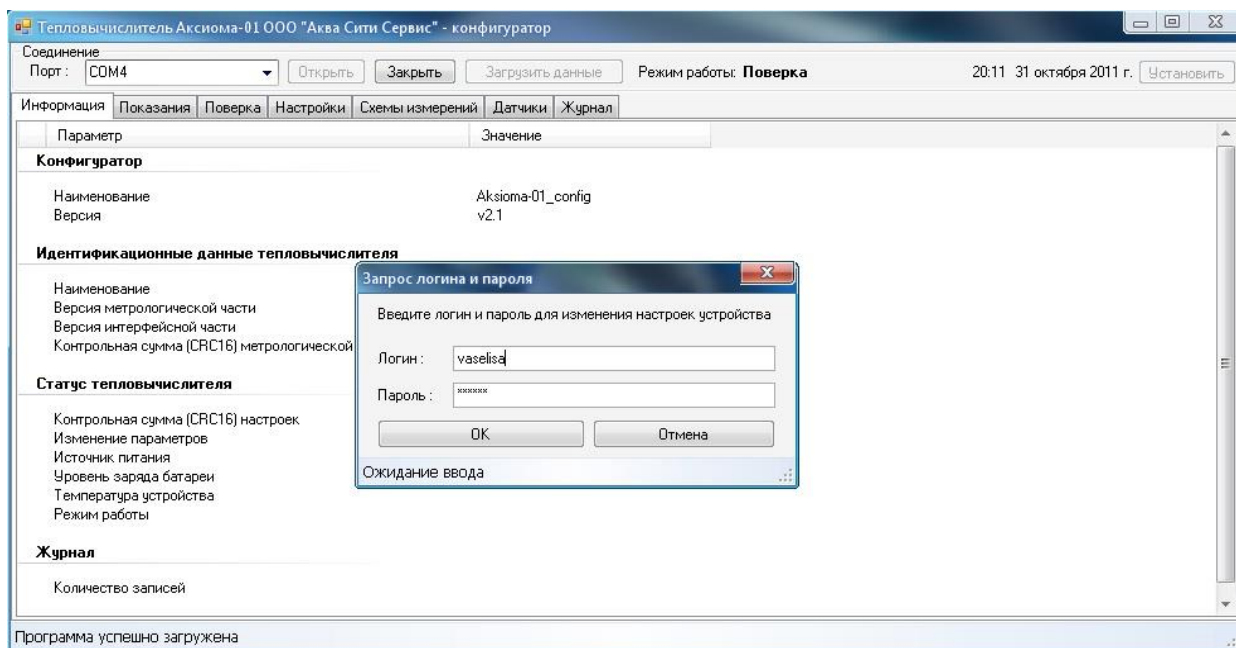 Тепловычислитель Аксиома-01 ООО "Аква Сити Сервис" - конфигуратор
Соединение
Порт : COM4 Открыть Закрыть Загрузить данные Режим работы: Поверка 20:11 31 октября 2011 г. Установить
Информация Показания Поверка Настройки Схемы измерений Датчики Журнал
Параметр Значение
Конфигуратор
Наименование Aksioma-01_config
Версия v2.1
Идентификационные данные тепловычислителя
Наименование
Версия метрологической части
Версия интерфейсной части
Контрольная сумма (CRC16) метрологической
Статус тепловычислителя
Контрольная сумма (CRC16) настроек
Изменение параметров
Источник питания
Уровень заряда батареи
Температура устройства
Режим работы
Журнал
Количество записей
Запрос логина и пароля
Введите логин и пароль для изменения настроек устройства
Логин : vaselisa
Пароль : ******
OK Отмена
Ожидание ввода
Программа успешно загружена